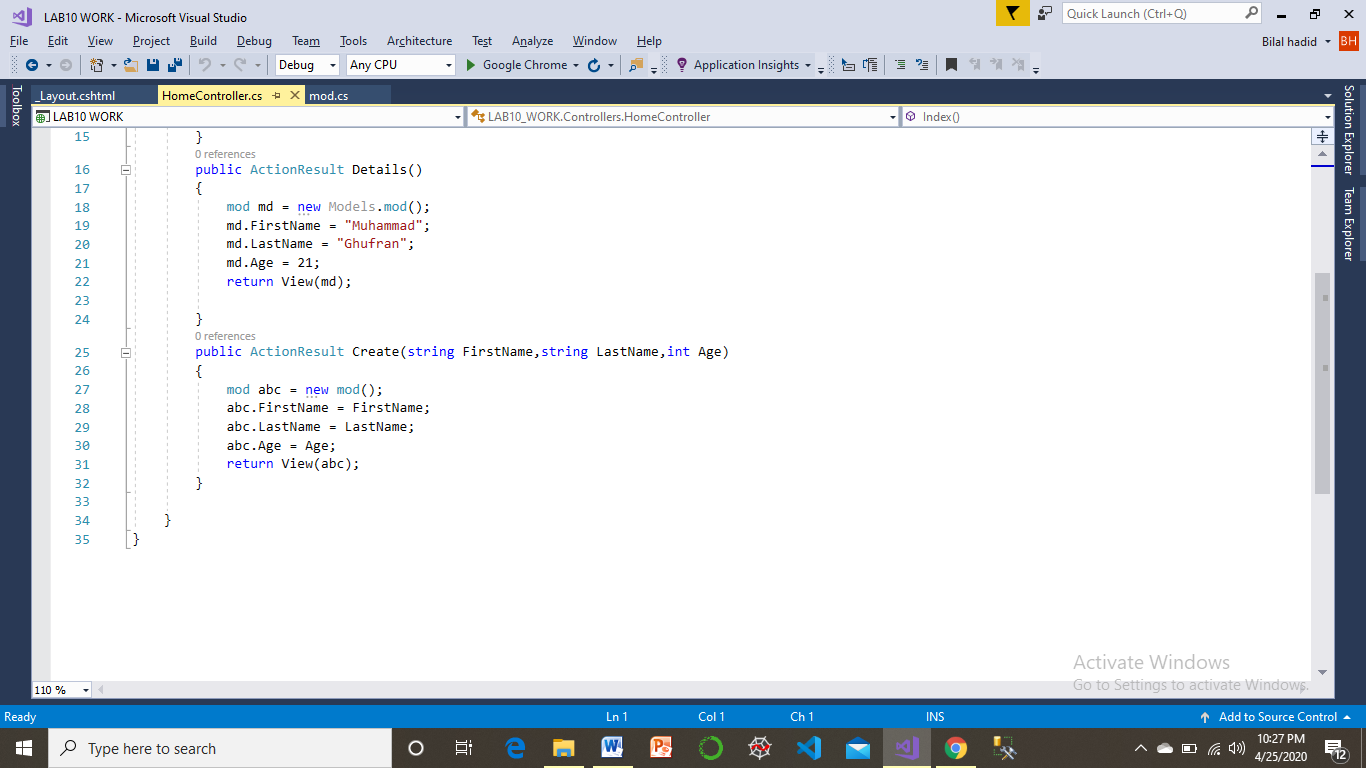 LAB10 WORK - Microsoft Visual Studio
Quick Launch (Ctrl+Q)
File Edit View Project Build Debug Team Tools Architecture Test Analyze Window Help
Bilal hadid BH
Debug Any CPU Google Chrome Application Insights
Toolbox
_Layout.cshtml HomeController.cs mod.cs
Solution Explorer
Team Explorer
LAB10 WORK LAB10_WORK.Controllers.HomeController Index()
15 }
0 references
16 public ActionResult Details()
17 {
18 mod md = new Models.mod();
19 md.FirstName = "Muhammad";
20 md.LastName = "Ghufran";
21 md.Age = 21;
22 return View(md);
23
24 }
0 references
25 public ActionResult Create(string FirstName,string LastName,int Age)
26 {
27 mod abc = new mod();
28 abc.FirstName = FirstName;
29 abc.LastName = LastName;
30 abc.Age = Age;
31 return View(abc);
32 }
33
34 }
35 }
Activate Windows
Go to Settings to activate Windows.
110 %
Ready Ln 1 Col 1 Ch 1 INS Add to Source Control
Type here to search
10:27 PM
4/25/2020
12